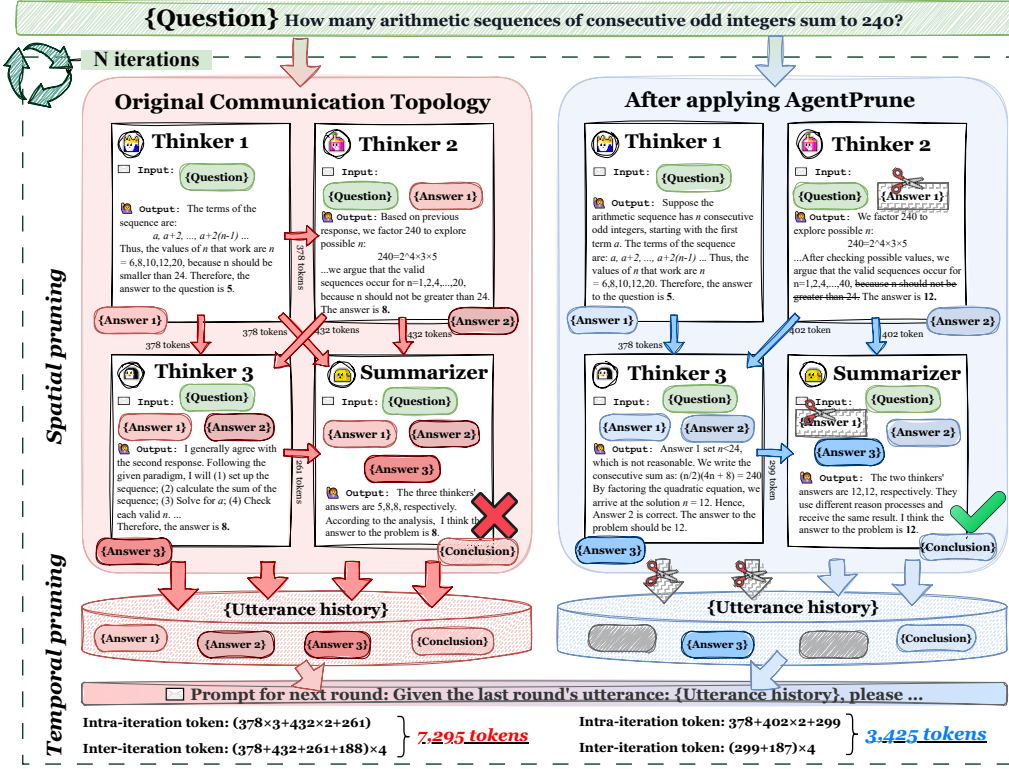 {Question} How many arithmetic sequences of consecutive odd integers sum to 240?
N iterations
Original Communication Topology
Thinker 1
Input:
{Question}
Output: The terms of the
sequence are:
a, a+2, ..., a+2(n-1) ...
Thus, the values of n that work are n
= 6,8,10,12,20, because n should be
smaller than 24. Therefore, the
answer to the question is 5.
{Answer 1}
378 tokens
Thinker 2
Input:
{Question} {Answer 1}
Output: Based on previous
response, we factor 240 to explore
possible n:
240=2^4×3×5
...we argue that the valid
sequences occur for n=1,2,4,...,20,
because n should not be greater than 24.
The answer is 8.
{Answer 2}
378 tokens
378 tokens
432 tokens
432 tokens
Thinker 3
Input:
{Question}
{Answer 1} {Answer 2}
Output: I generally agree with
the second response. Following the
given paradigm, I will (1) set up the
sequence; (2) calculate the sum of the
sequence; (3) Solve for a; (4) Check
each valid n. ...
Therefore, the answer is 8.
{Answer 3}
261 tokens
Summarizer
Input:
{Question}
{Answer 1} {Answer 2}
{Answer 3}
Output: The three thinkers'
answers are 5,8,8, respectively.
According to the analysis, I think the
answer to the problem is 8.
{Conclusion}
{Utterance history}
{Answer 1} {Answer 2} {Answer 3} {Conclusion}
After applying AgentPrune
Thinker 1
Input:
{Question}
Output: Suppose the
arithmetic sequence has n consecutive
odd integers, starting with the first
term a. The terms of the sequence
are: a, a+2, ..., a+2(n-1) ... Thus, the
values of n that work are n
= 6,8,10,12,20. Therefore, the answer
to the question is 5.
{Answer 1}
Thinker 2
Input:
{Question} {Answer 1}
Output: We factor 240 to
explore possible n:
240=2^4×3×5
...After checking possible values, we
argue that the valid sequences occur for
n=1,2,4,...,40, because n should not be
greater than 24. The answer is 12.
{Answer 2}
378 tokens
402 token
402 token
Thinker 3
Input:
{Question}
{Answer 1} {Answer 2}
Output: Answer 1 set n<24,
which is not reasonable. We write the
consecutive sum as: (n/2)(4n + 8) = 240
By factoring the quadratic equation, we
arrive at the solution n = 12. Hence,
Answer 2 is correct. The answer to the
problem should be 12.
{Answer 3}
299 token
Summarizer
Input:
{Question}
{Answer 1} {Answer 2}
{Answer 3}
Output: The two thinkers'
answers are 12,12, respectively. They
use different reason processes and
receive the same result. I think the
answer to the problem is 12.
{Conclusion}
{Utterance history}
{Answer 3} {Conclusion}
Spatial pruning
Temporal pruning
Prompt for next round: Given the last round's utterance: {Utterance history}, please ...
Intra-iteration token: (378×3+432×2+261)
Inter-iteration token: (378+432+261+188)×4
7,295 tokens
Intra-iteration token: 378+402×2+299
Inter-iteration token: (299+187)×4
3,425 tokens